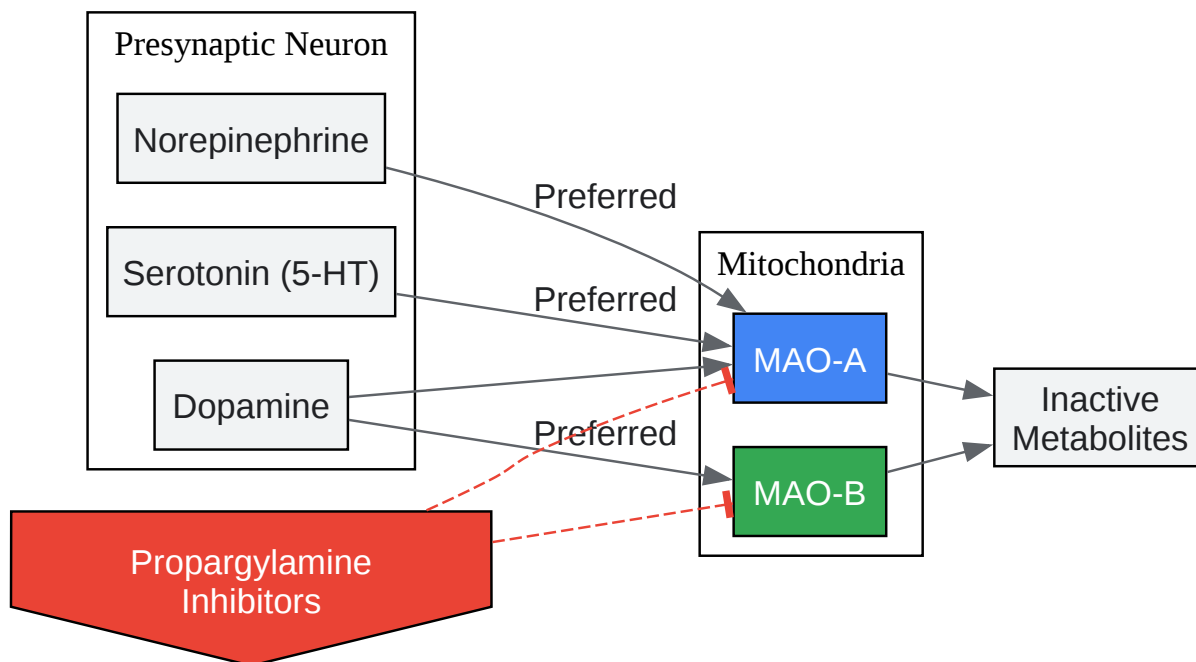 Presynaptic Neuron
Norepinephrine
Preferred
Serotonin (5-HT)
Preferred
Dopamine
Preferred
Mitochondria
MAO-A
MAO-B
Inactive
Metabolites
Propargylamine
Inhibitors